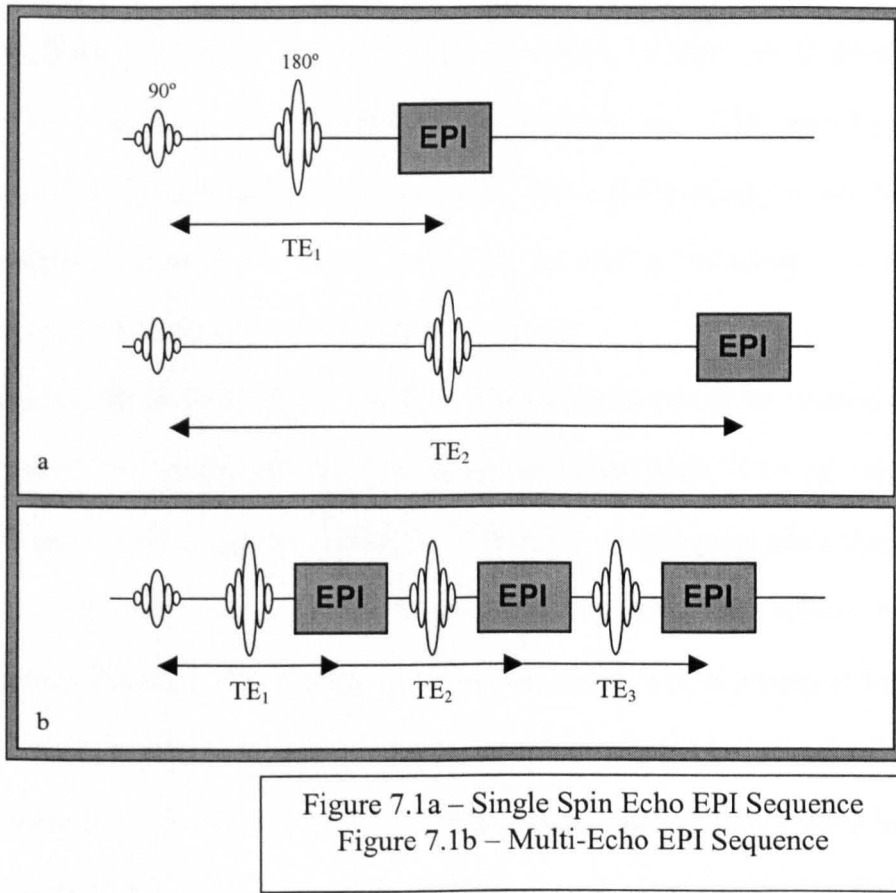 180º
90º
EPI
TE₁
EPI
TE₂
a
EPI EPI EPI
TE₁ TE₂ TE₃
b
Figure 7.1a – Single Spin Echo EPI Sequence
Figure 7.1b – Multi-Echo EPI Sequence